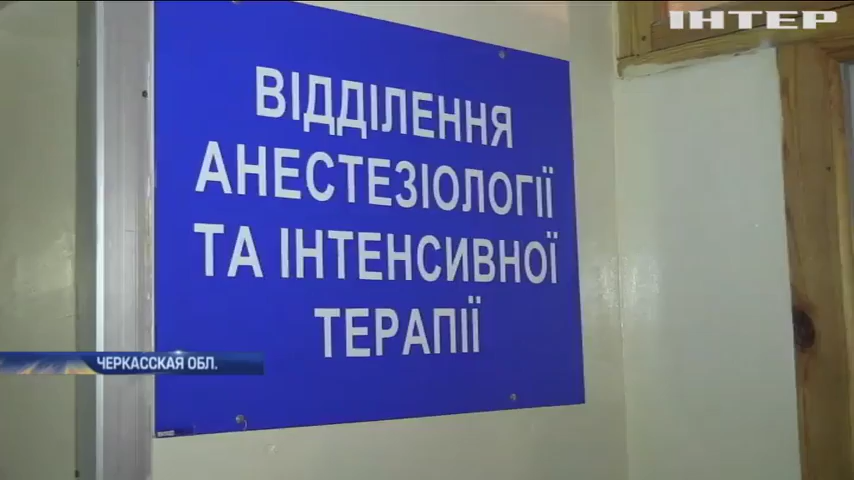 ІНТЕР
ВІДДІЛЕННЯ
АНЕСТЕЗІОЛОГІЇ
ТА ІНТЕНСИВНОЇ
ТЕРАПІЇ
ЧЕРКАССКАЯ ОБЛ.